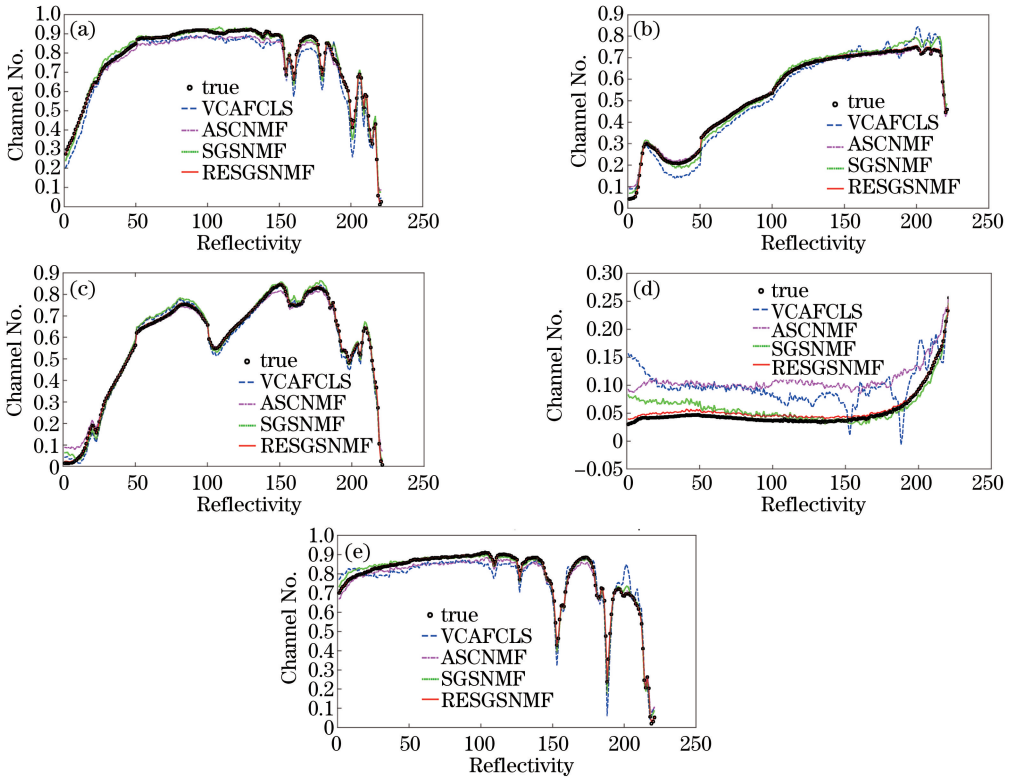 (a)
1.0
0.9
0.8
0.7
0.6
0.5
0.4
0.3
0.2
0.1
0
Channel No.
true
VCAFCLS
ASCNMF
SGSNMF
RESGSNMF
0 50 100 150 200 250
Reflectivity
(b)
0.9
0.8
0.7
0.6
0.5
0.4
0.3
0.2
0.1
0
Channel No.
true
VCAFCLS
ASCNMF
SGSNMF
RESGSNMF
0 50 100 150 200 250
Reflectivity
(c)
0.9
0.8
0.7
0.6
0.5
0.4
0.3
0.2
0.1
0
Channel No.
true
VCAFCLS
ASCNMF
SGSNMF
RESGSNMF
0 50 100 150 200 250
Reflectivity
(d)
0.30
0.25
0.20
0.15
0.10
0.05
0
−0.05
Channel No.
true
VCAFCLS
ASCNMF
SGSNMF
RESGSNMF
0 50 100 150 200 250
Reflectivity
(e)
1.0
0.9
0.8
0.7
0.6
0.5
0.4
0.3
0.2
0.1
0
Channel No.
true
VCAFCLS
ASCNMF
SGSNMF
RESGSNMF
0 50 100 150 200 250
Reflectivity